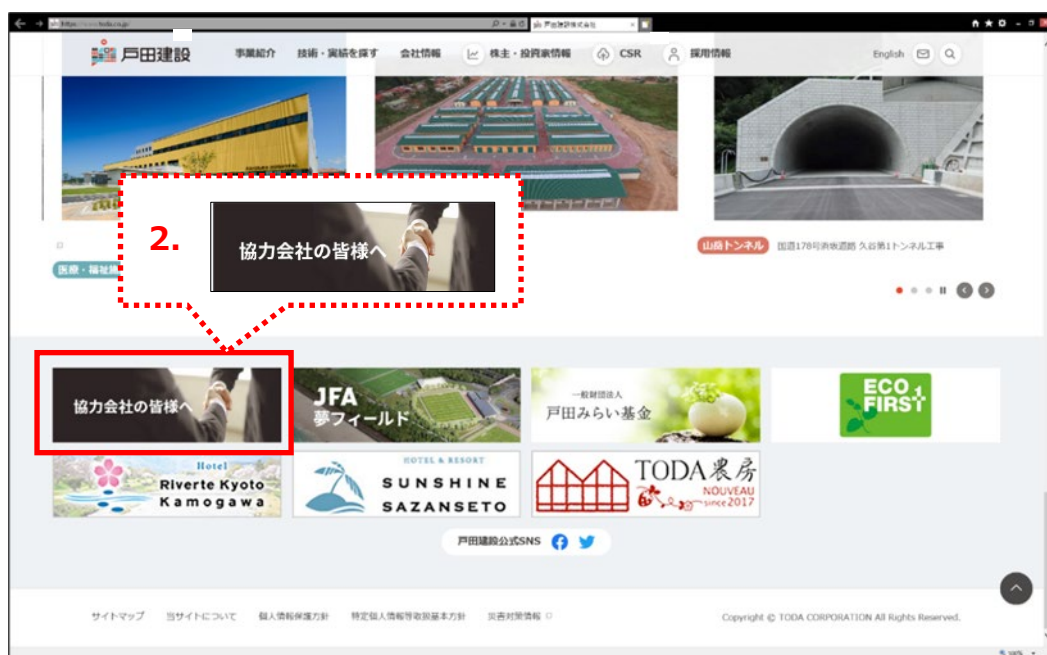 戸田建設
事業紹介 技術・実績を探す 会社情報 株主・投資家情報 CSR 採用情報 English
2.
協力会社の皆様へ
医療・福祉施
山岳トンネル 国道178号浜坂道路 久谷第1トンネル工事
協力会社の皆様へ
JFA
夢フィールド
一般財団法人
戸田みらい基金
ECO
FIRST
Hotel
Riverte Kyoto
Kamogawa
HOTEL & RESORT
SUNSHINE
SAZANSETO
TODA農房
NOUVEAU
since2017
戸田建設公式SNS
サイトマップ 当サイトについて 個人情報保護方針 特定個人情報等取扱基本方針 災害対策情報
Copyright © TODA CORPORATION All Rights Reserved.